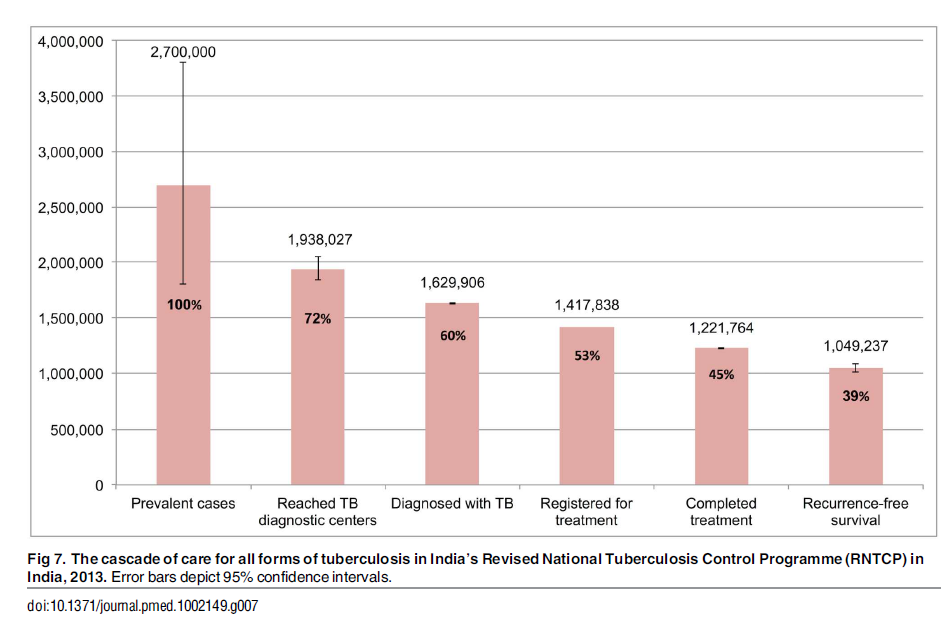 4,000,000
2,700,000
3,500,000
3,000,000
2,500,000
1,938,027
2,000,000
1,629,906
1,417,838
1,221,764
1,049,237
1,500,000
100%
72%
60%
53%
45%
39%
1,000,000
500,000
0
Prevalent cases
Reached TB
diagnostic centers
Diagnosed with TB
Registered for
treatment
Completed
treatment
Recurrence-free
survival
Fig 7. The cascade of care for all forms of tuberculosis in India’s Revised National Tuberculosis Control Programme (RNTCP) in
India, 2013. Error bars depict 95% confidence intervals.
doi:10.1371/journal.pmed.1002149.g007